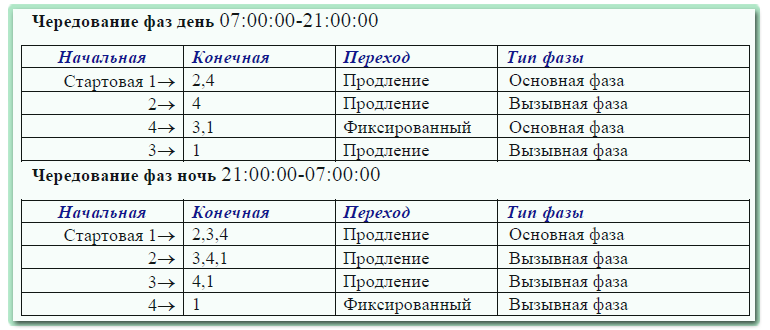 Чередование фаз день 07:00:00-21:00:00
Начальная Конечная Переход Тип фазы
Стартовая 1→ 2,4 Продление Основная фаза
2→ 4 Продление Вызывная фаза
4→ 3,1 Фиксированный Основная фаза
3→ 1 Продление Вызывная фаза
Чередование фаз ночь 21:00:00-07:00:00
Начальная Конечная Переход Тип фазы
Стартовая 1→ 2,3,4 Продление Основная фаза
2→ 3,4,1 Продление Вызывная фаза
3→ 4,1 Продление Вызывная фаза
4→ 1 Фиксированный Вызывная фаза